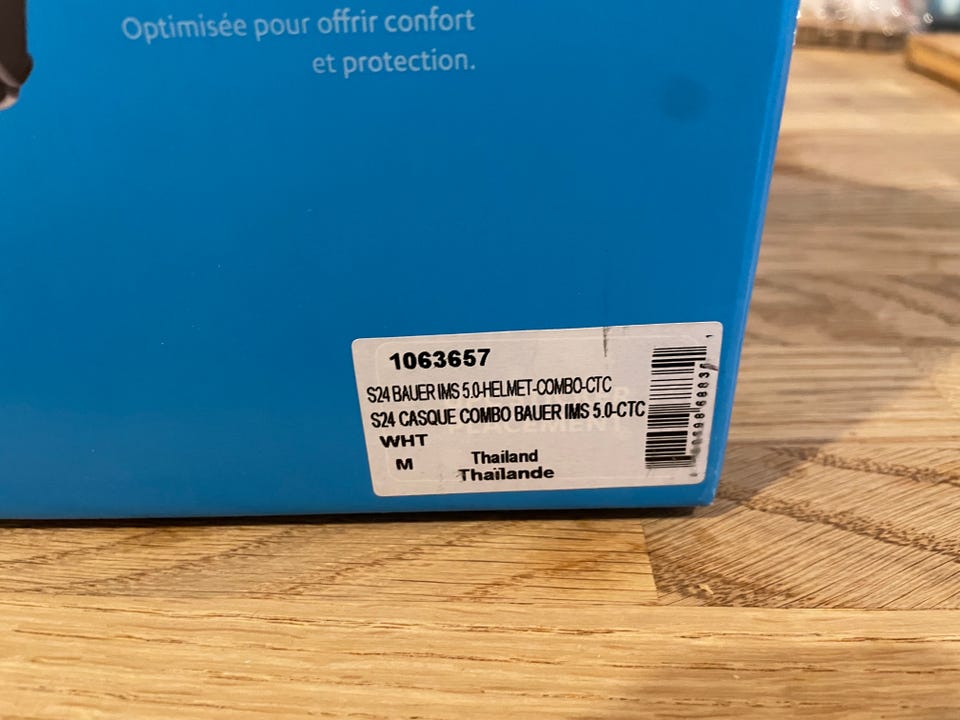 Optimisée pour offrir confort
et protection.
1063657
S24 BAUER IMS 5.0-HELMET-COMBO-CTC
S24 CASQUE COMBO BAUER IMS 5.0-CTC
WHT
M
Thailand
Thaïlande